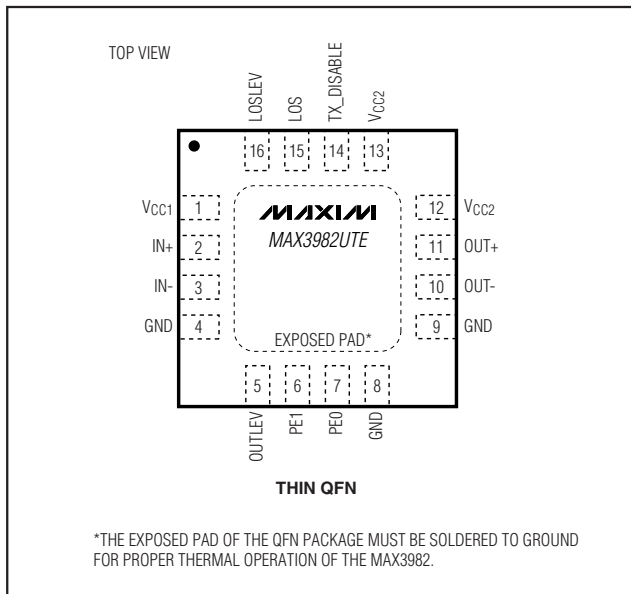 TOP VIEW
LOSLEV
LOS
TX_DISABLE
VCC2
16
15
14
13
VCC1
1
IN+
2
IN-
3
GND
4
MAXIM
MAX3982UTE
EXPOSED PAD*
12
VCC2
11
OUT+
10
OUT-
9
GND
5
6
7
8
OUTLEV
PE1
PE0
GND
THIN QFN
*THE EXPOSED PAD OF THE QFN PACKAGE MUST BE SOLDERED TO GROUND
FOR PROPER THERMAL OPERATION OF THE MAX3982.